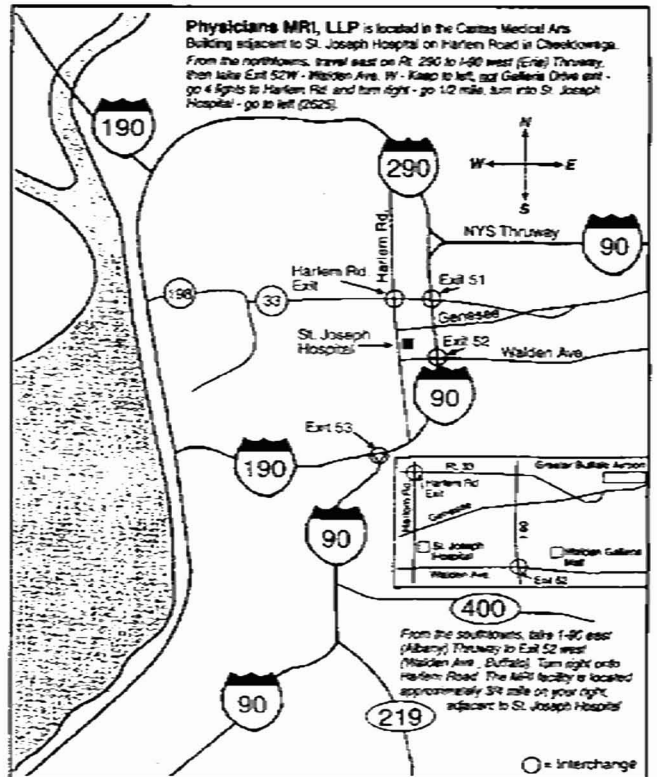 Physicians MRI, LLP is located in the Caritas Medical Arts
Building adjacent to St. Joseph Hospital on Harlem Road in Cheektowaga.
From the northtowns, travel east on Rt. 290 to I-90 west (Erie) Thruway,
then take Exit 52W - Walden Ave. W - Keep to left, not Galleria Drive exit -
go 4 lights to Harlem Rd. and turn right - go 1/2 mile, turn into St. Joseph
Hospital - go to left (2625).
190
N
290
W E
S
Harlem Rd.
NYS Thruway
90
Harlem Rd.
Exit
Exit 51
198
33
Genesee
St. Joseph
Hospital
Exit 52
Walden Ave.
90
Exit 53
190
Rt. 33
Greater Buffalo Airport
Harlem Rd.
Harlem Rd
Exit
Genesee
I-90
90
St. Joseph
Hospital
Walden Galleria
Mall
Walden Ave.
Exit 52
400
From the southtowns, take 1-90 east
(Albany) Thruway to Exit 52 west
(Walden Ave., Buffalo). Turn right onto
Harlem Road. The MRI facility is located
approximately 3/4 mile on your right,
adjacent to St. Joseph Hospital
90
219
= Interchange